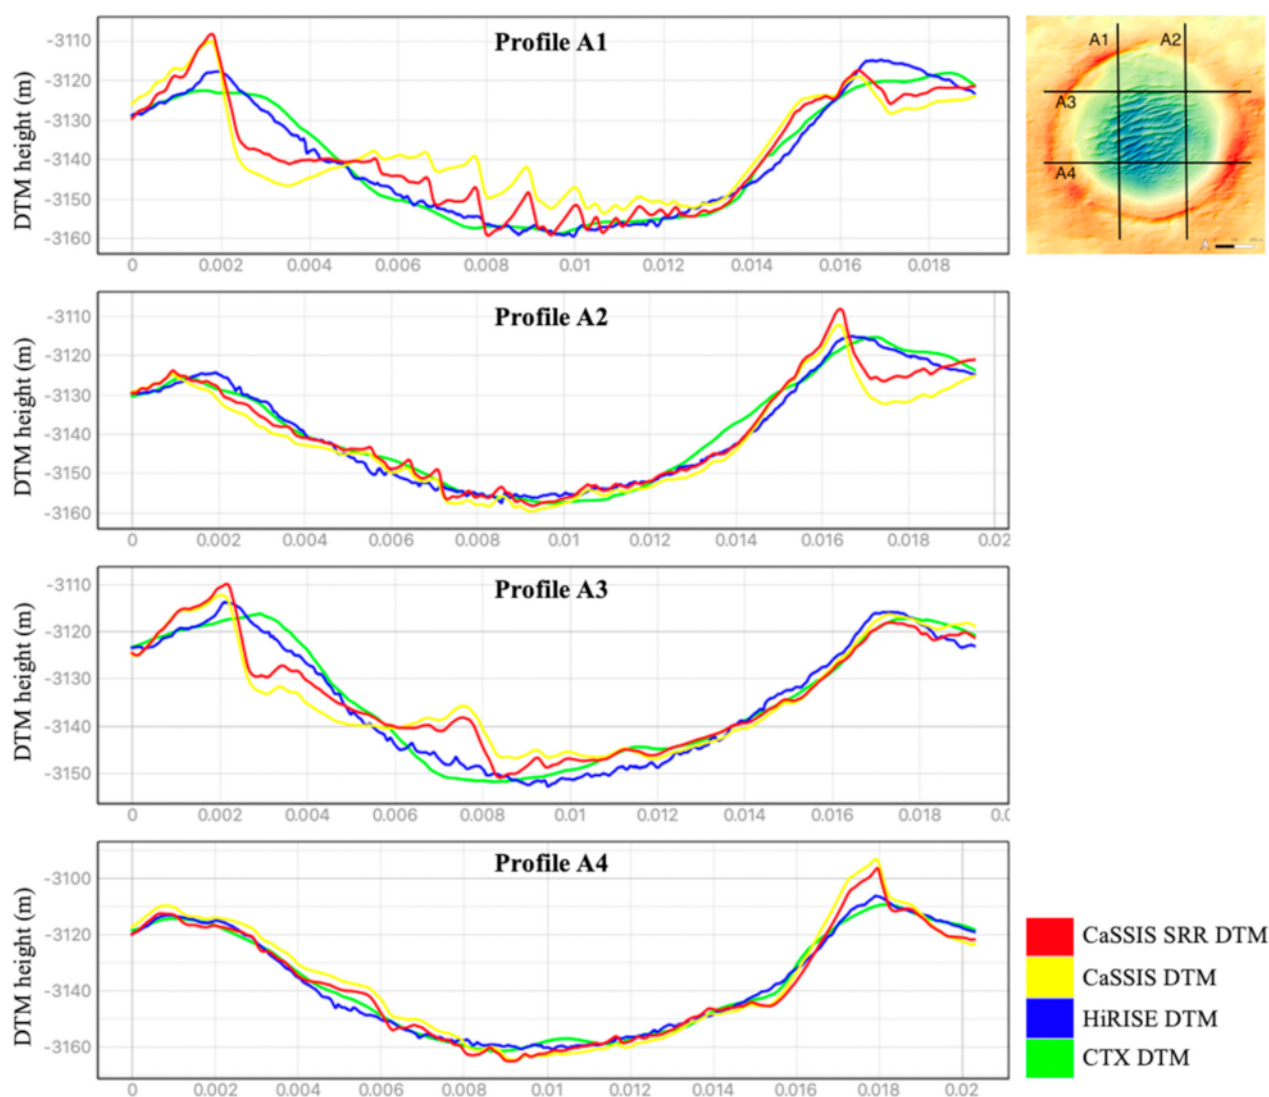 Profile A1
DTM height (m)
-3110
-3120
-3130
-3140
-3150
-3160
0 0.002 0.004 0.006 0.008 0.01 0.012 0.014 0.016 0.018
A1 A2
A3
A4
Profile A2
DTM height (m)
-3110
-3120
-3130
-3140
-3150
-3160
0 0.002 0.004 0.006 0.008 0.01 0.012 0.014 0.016 0.018 0.02
Profile A3
DTM height (m)
-3110
-3120
-3130
-3140
-3150
0 0.002 0.004 0.006 0.008 0.01 0.012 0.014 0.016 0.018 0.0
Profile A4
DTM height (m)
-3100
-3120
-3140
-3160
0 0.002 0.004 0.006 0.008 0.01 0.012 0.014 0.016 0.018 0.02
CaSSIS SRR DTM
CaSSIS DTM
HiRISE DTM
CTX DTM